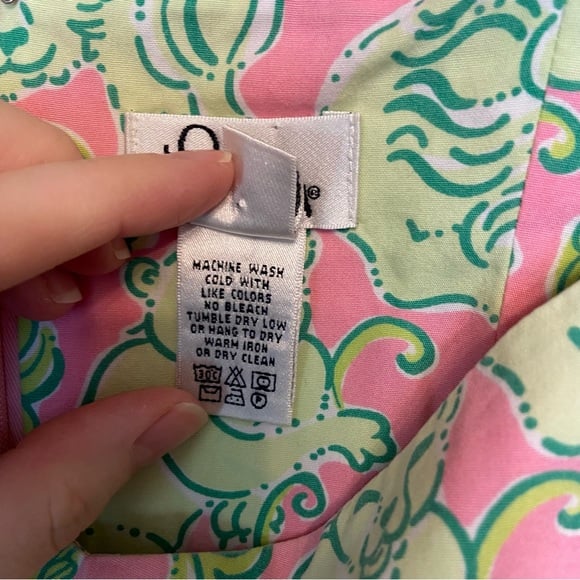 MACHINE WASH
COLD WITH
LIKE COLORS
NO BLEACH
TUMBLE DRY LOW
OR HANG TO DRY
WARM IRON
OR DRY CLEAN